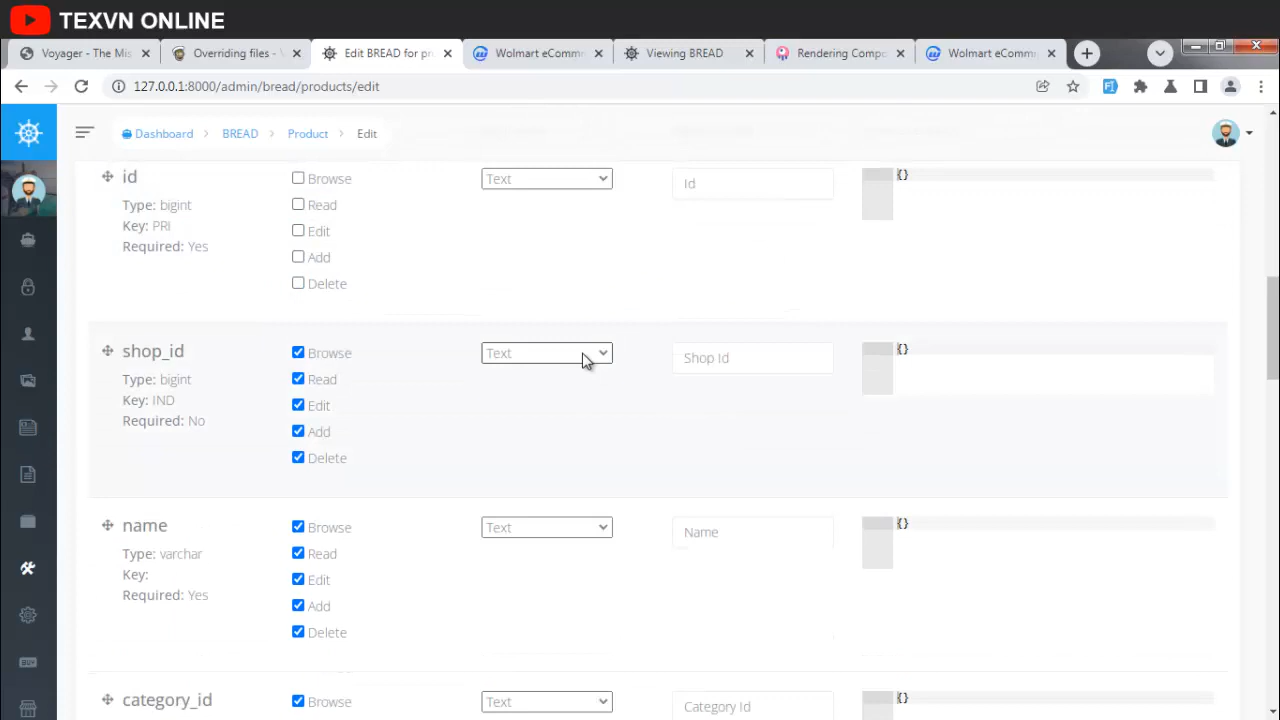 TEXVN ONLINE
Voyager - The Mis
Overriding files - V
Edit BREAD for pr
Wolmart eComm
Viewing BREAD
Rendering Compo
Wolmart eComm
127.0.0.1:8000/admin/bread/products/edit
Dashboard > BREAD > Product > Edit
id
Type: bigint
Key: PRI
Required: Yes
Browse
Read
Edit
Add
Delete
Text
Id
{}
shop_id
Type: bigint
Key: IND
Required: No
Browse
Read
Edit
Add
Delete
Text
Shop Id
{}
name
Type: varchar
Key:
Required: Yes
Browse
Read
Edit
Add
Delete
Text
Name
{}
category_id
Browse
Text
Category Id
{}